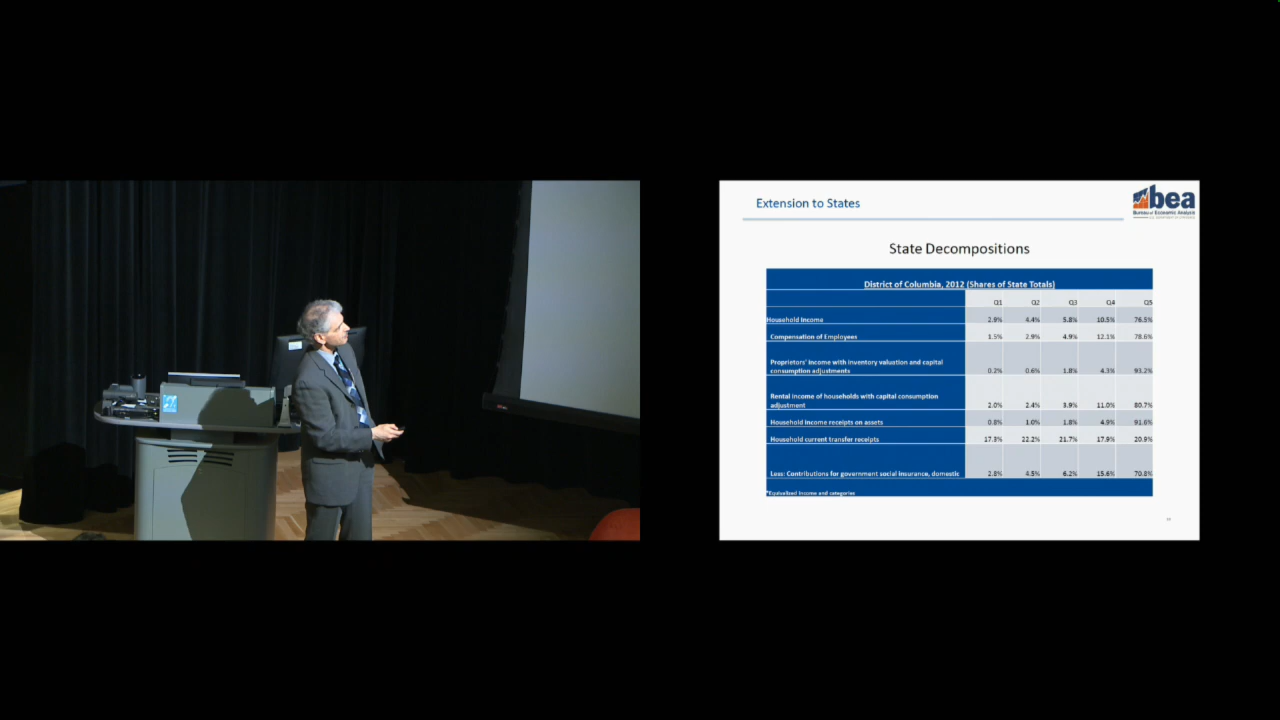 Extension to States
bea
Bureau of Economic Analysis
State Decompositions
District of Columbia, 2012 (Shares of State Totals)
Q1 Q2 Q3 Q4 Q5
Household Income 2.9% 4.4% 5.8% 10.5% 76.5%
Compensation of Employees 1.5% 2.9% 4.9% 12.1% 78.6%
Proprietors' income with inventory valuation and capital
consumption adjustments 0.2% 0.6% 1.8% 4.3% 93.2%
Rental income of households with capital consumption
adjustment 2.0% 2.4% 3.9% 11.0% 80.7%
Household income receipts on assets 0.8% 1.0% 1.8% 4.9% 91.6%
Household current transfer receipts 17.3% 22.2% 21.7% 17.9% 20.9%
Less: Contributions for government social insurance, domestic 2.8% 4.5% 6.2% 15.6% 70.8%
*Equivalized income and categories